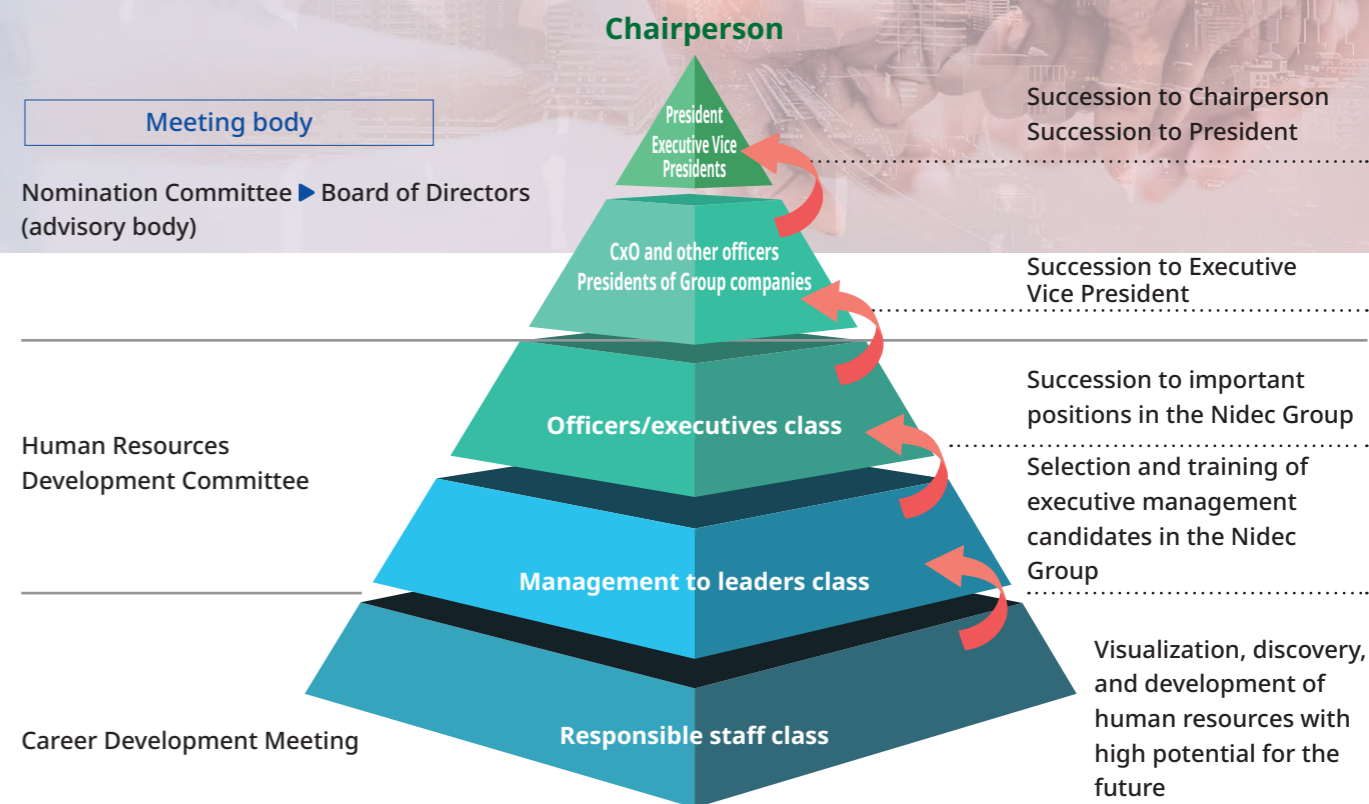 Chairperson
Meeting body
Nomination Committee ▶ Board of Directors
(advisory body)
Human Resources
Development Committee
Career Development Meeting
President
Executive Vice
Presidents
CxO and other officers
Presidents of Group companies
Officers/executives class
Management to leaders class
Responsible staff class
Succession to Chairperson
Succession to President
Succession to Executive
Vice President
Succession to important
positions in the Nidec Group
Selection and training of
executive management
candidates in the Nidec
Group
Visualization, discovery,
and development of
human resources with
high potential for the
future